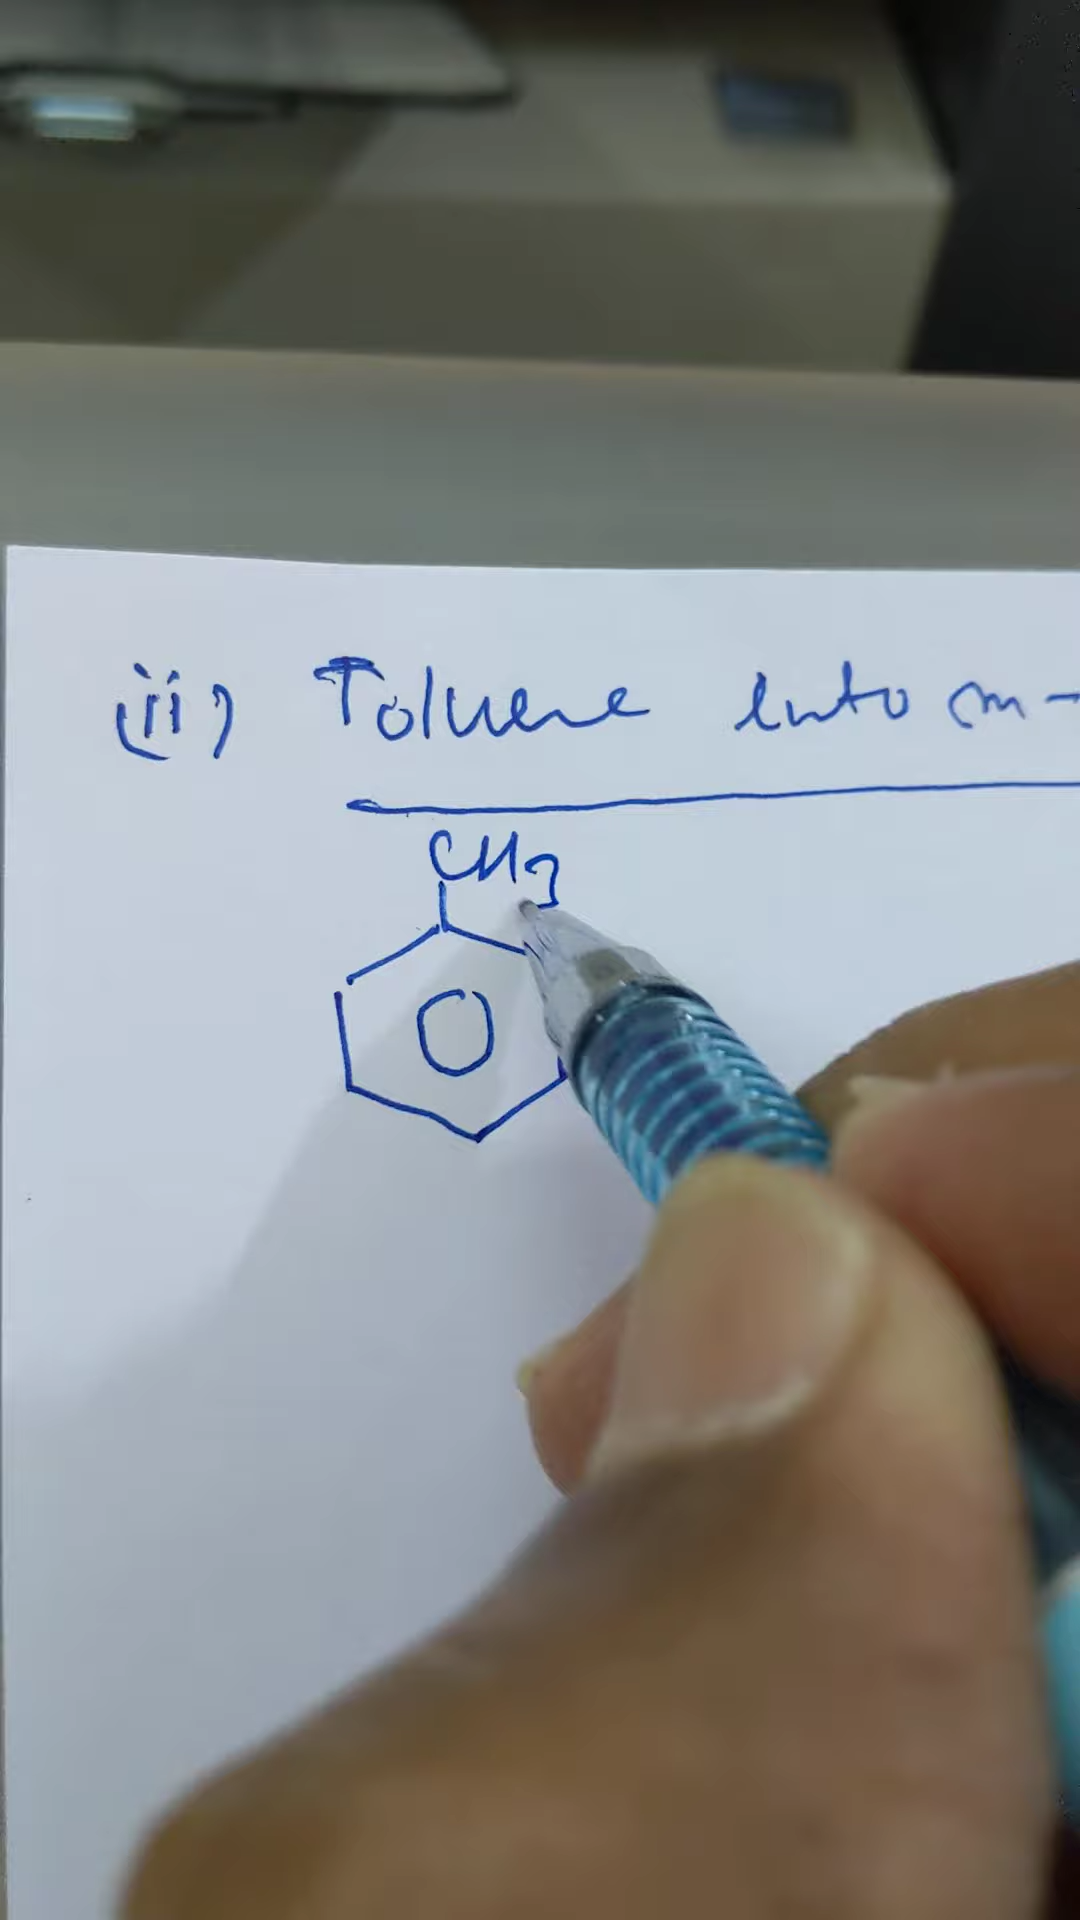 (ii) Toluene into m-
CH3